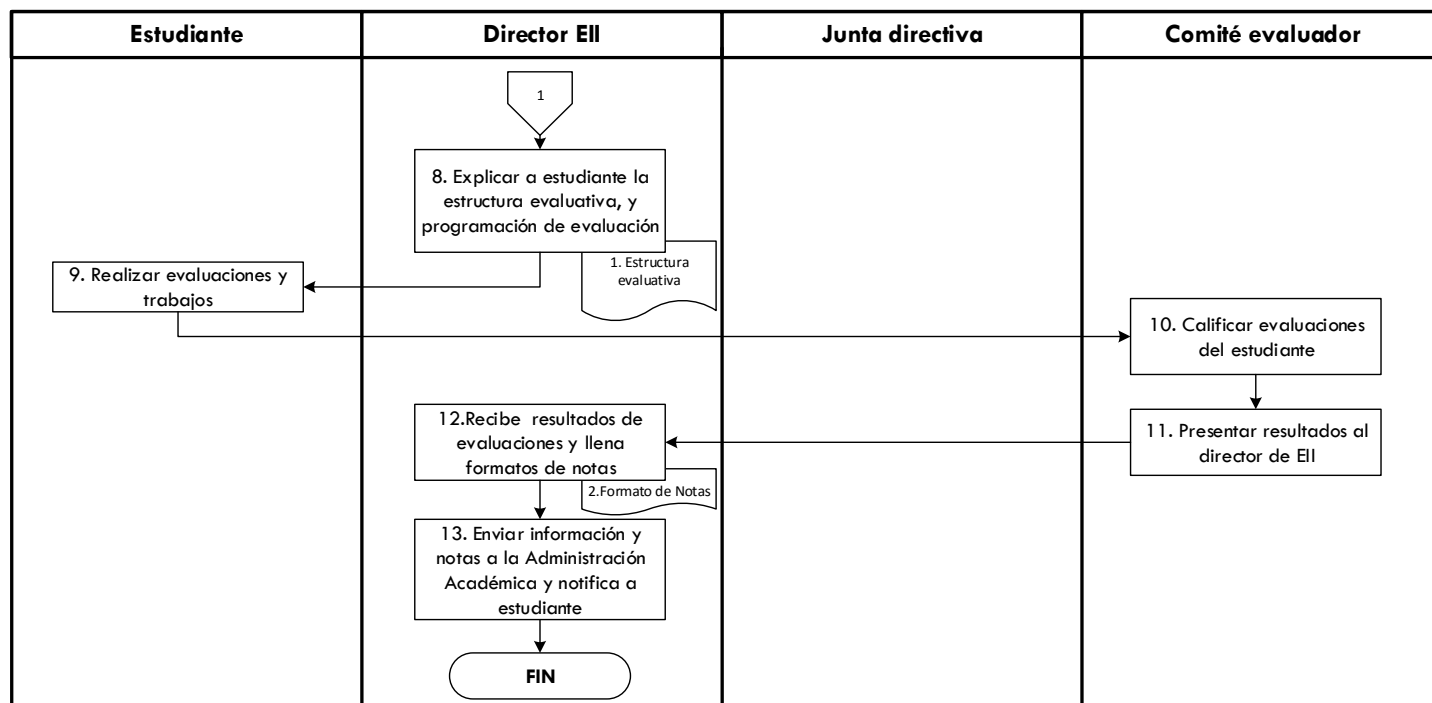 Estudiante
Director EII
Junta directiva
Comité evaluador
1
8. Explicar a estudiante la
estructura evaluativa, y
programación de evaluación
1. Estructura
evaluativa
9. Realizar evaluaciones y
trabajos
10. Calificar evaluaciones
del estudiante
11. Presentar resultados al
director de EII
12.Recibe resultados de
evaluaciones y llena
formatos de notas
2.Formato de Notas
13. Enviar información y
notas a la Administración
Académica y notifica a
estudiante
FIN